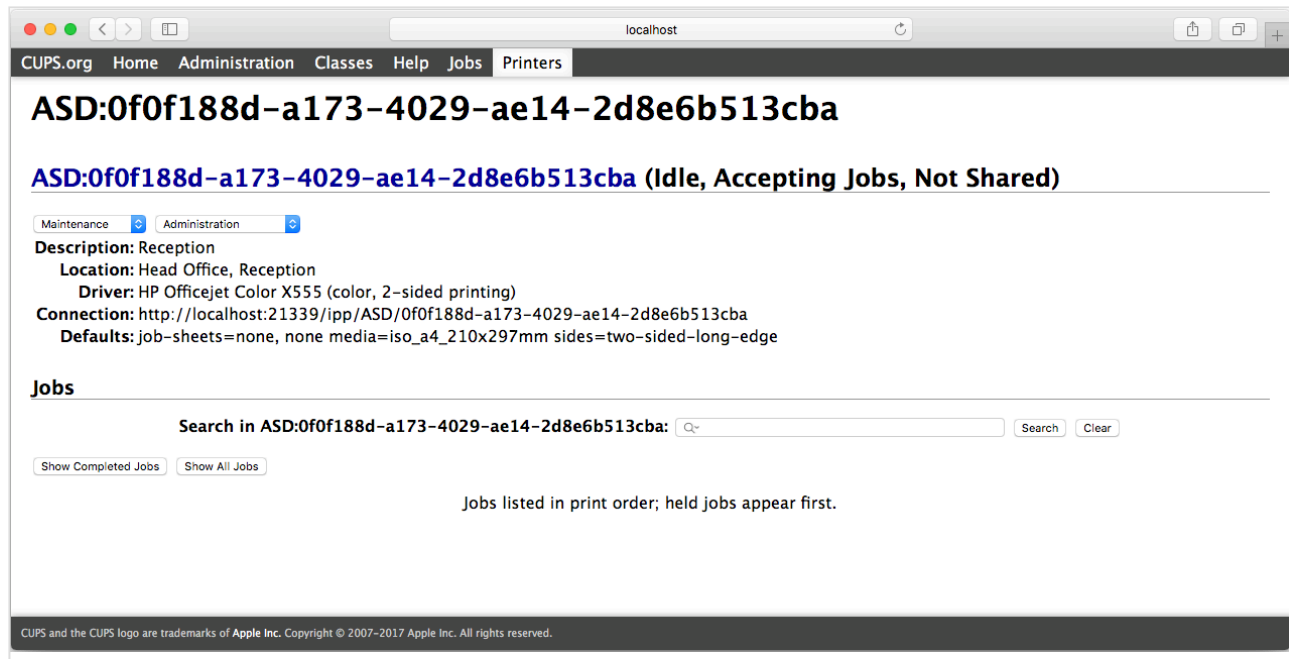 localhost
CUPS.org Home Administration Classes Help Jobs Printers
ASD:0f0f188d-a173-4029-ae14-2d8e6b513cba
ASD:0f0f188d-a173-4029-ae14-2d8e6b513cba (Idle, Accepting Jobs, Not Shared)
Maintenance Administration
Description: Reception
Location: Head Office, Reception
Driver: HP Officejet Color X555 (color, 2-sided printing)
Connection: http://localhost:21339/ipp/ASD/0f0f188d-a173-4029-ae14-2d8e6b513cba
Defaults: job-sheets=none, none media=iso_a4_210x297mm sides=two-sided-long-edge
Jobs
Search in ASD:0f0f188d-a173-4029-ae14-2d8e6b513cba: Search Clear
Show Completed Jobs Show All Jobs
Jobs listed in print order; held jobs appear first.
CUPS and the CUPS logo are trademarks of Apple Inc. Copyright © 2007-2017 Apple Inc. All rights reserved.